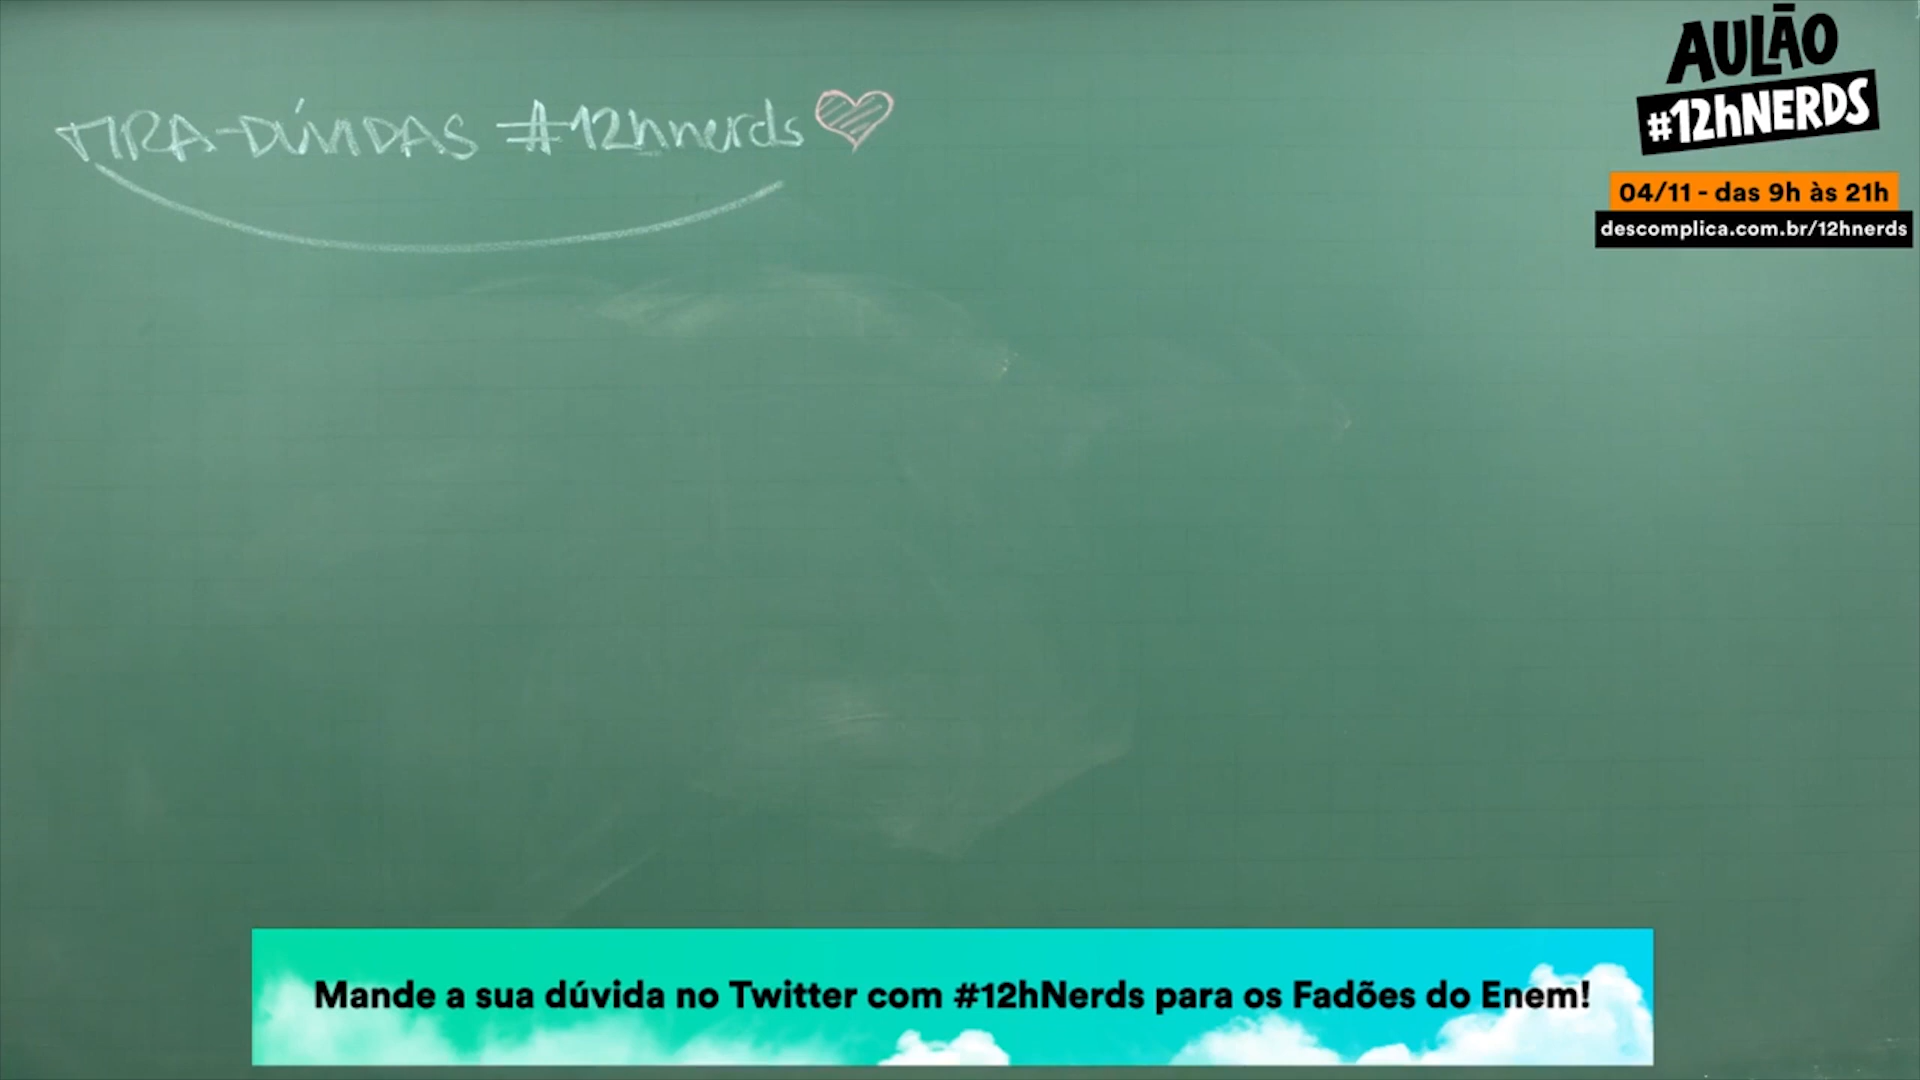 TIRA-DÚVIDAS #12hnerds
AULÃO
#12hNERDS
04/11 - das 9h às 21h
descomplica.com.br/12hnerds
Mande a sua dúvida no Twitter com #12hNerds para os Fadões do Enem!